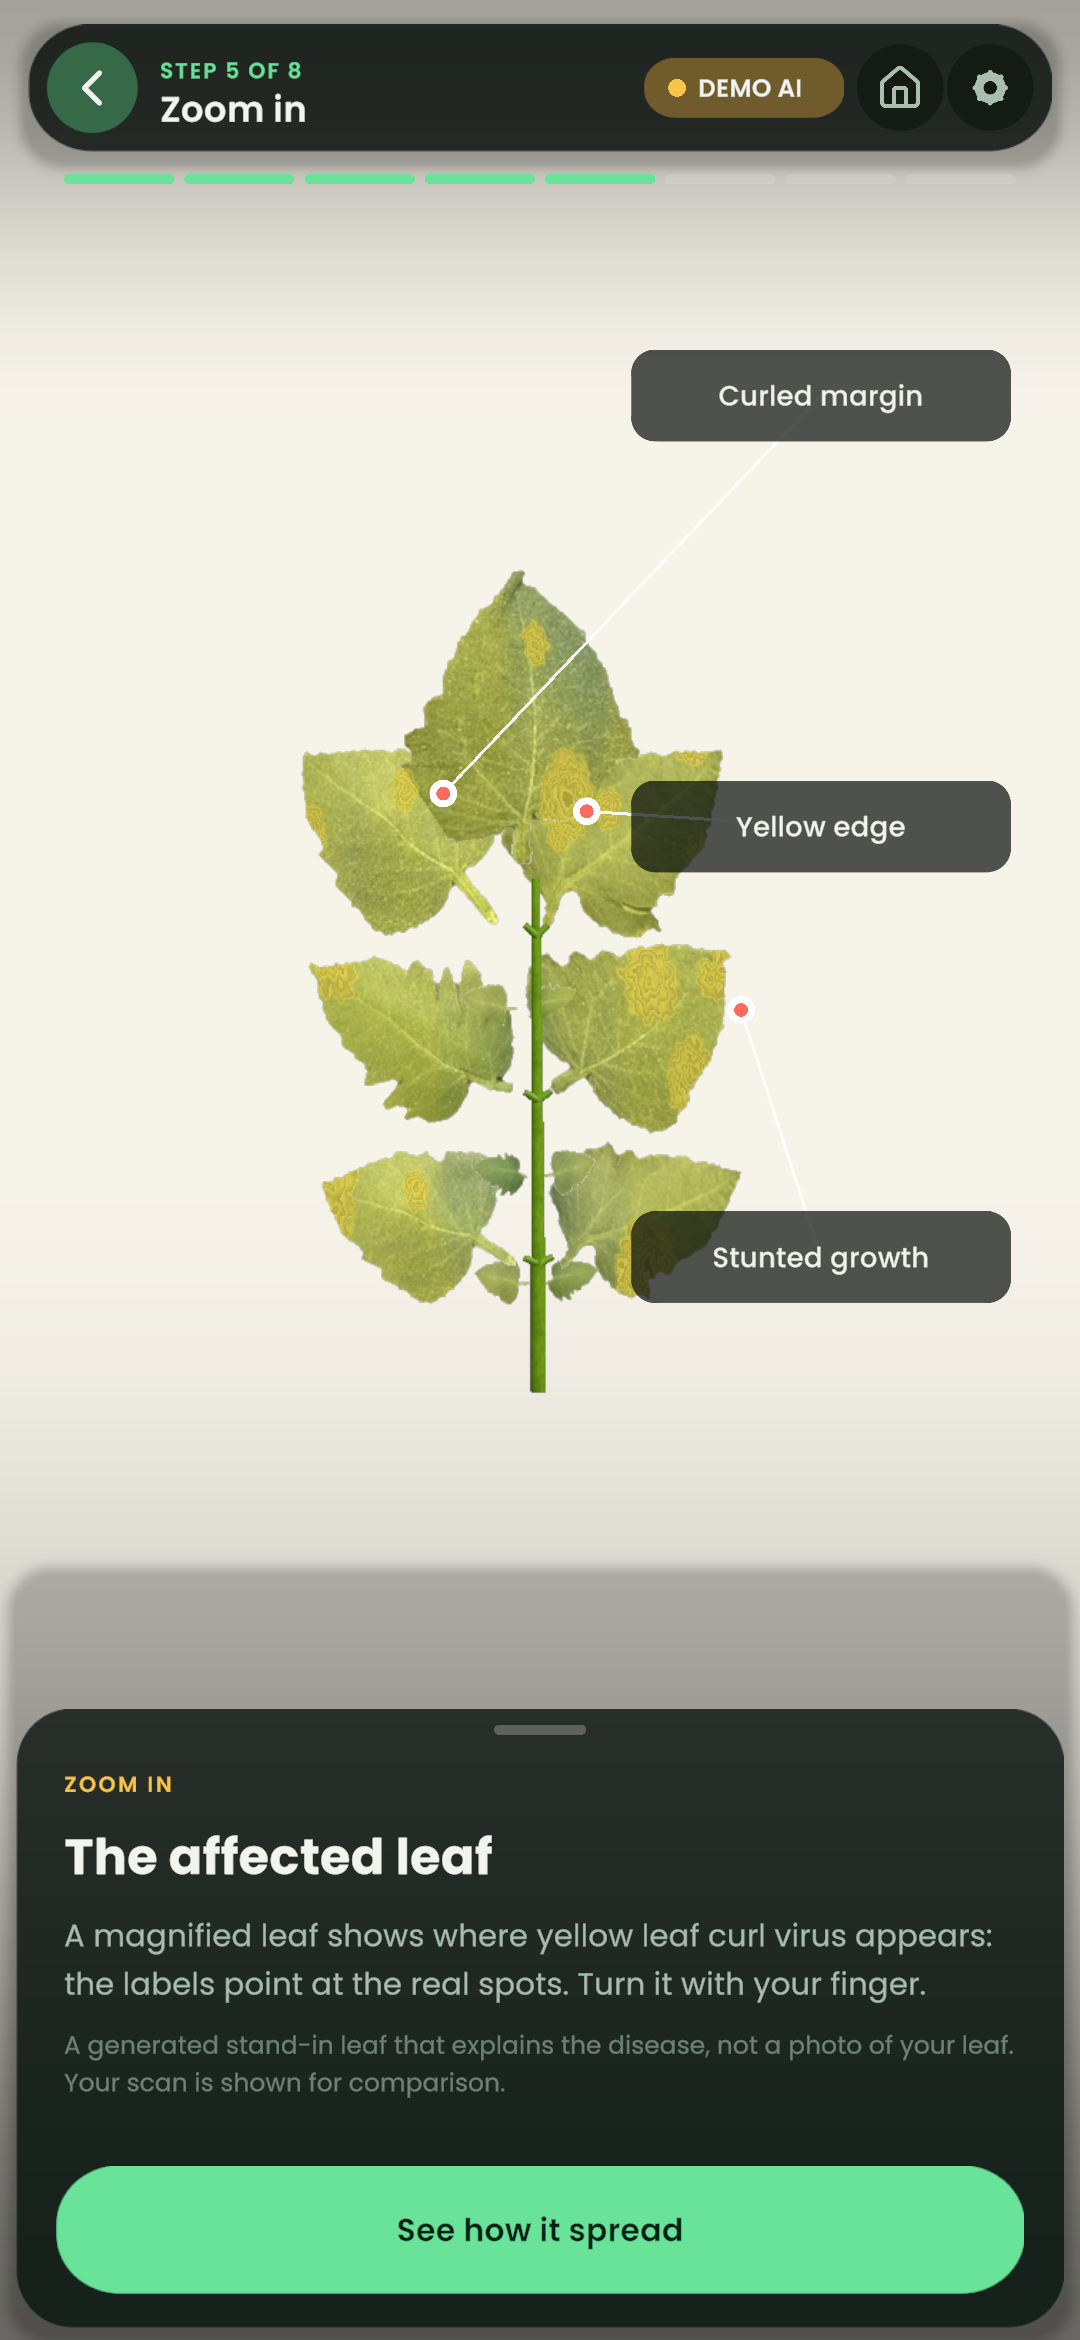 STEP 5 OF 8
Zoom in
DEMO AI
Curled margin
Yellow edge
Stunted growth
ZOOM IN
The affected leaf
A magnified leaf shows where yellow leaf curl virus appears:
the labels point at the real spots. Turn it with your finger.
A generated stand-in leaf that explains the disease, not a photo of your leaf.
Your scan is shown for comparison.
See how it spread